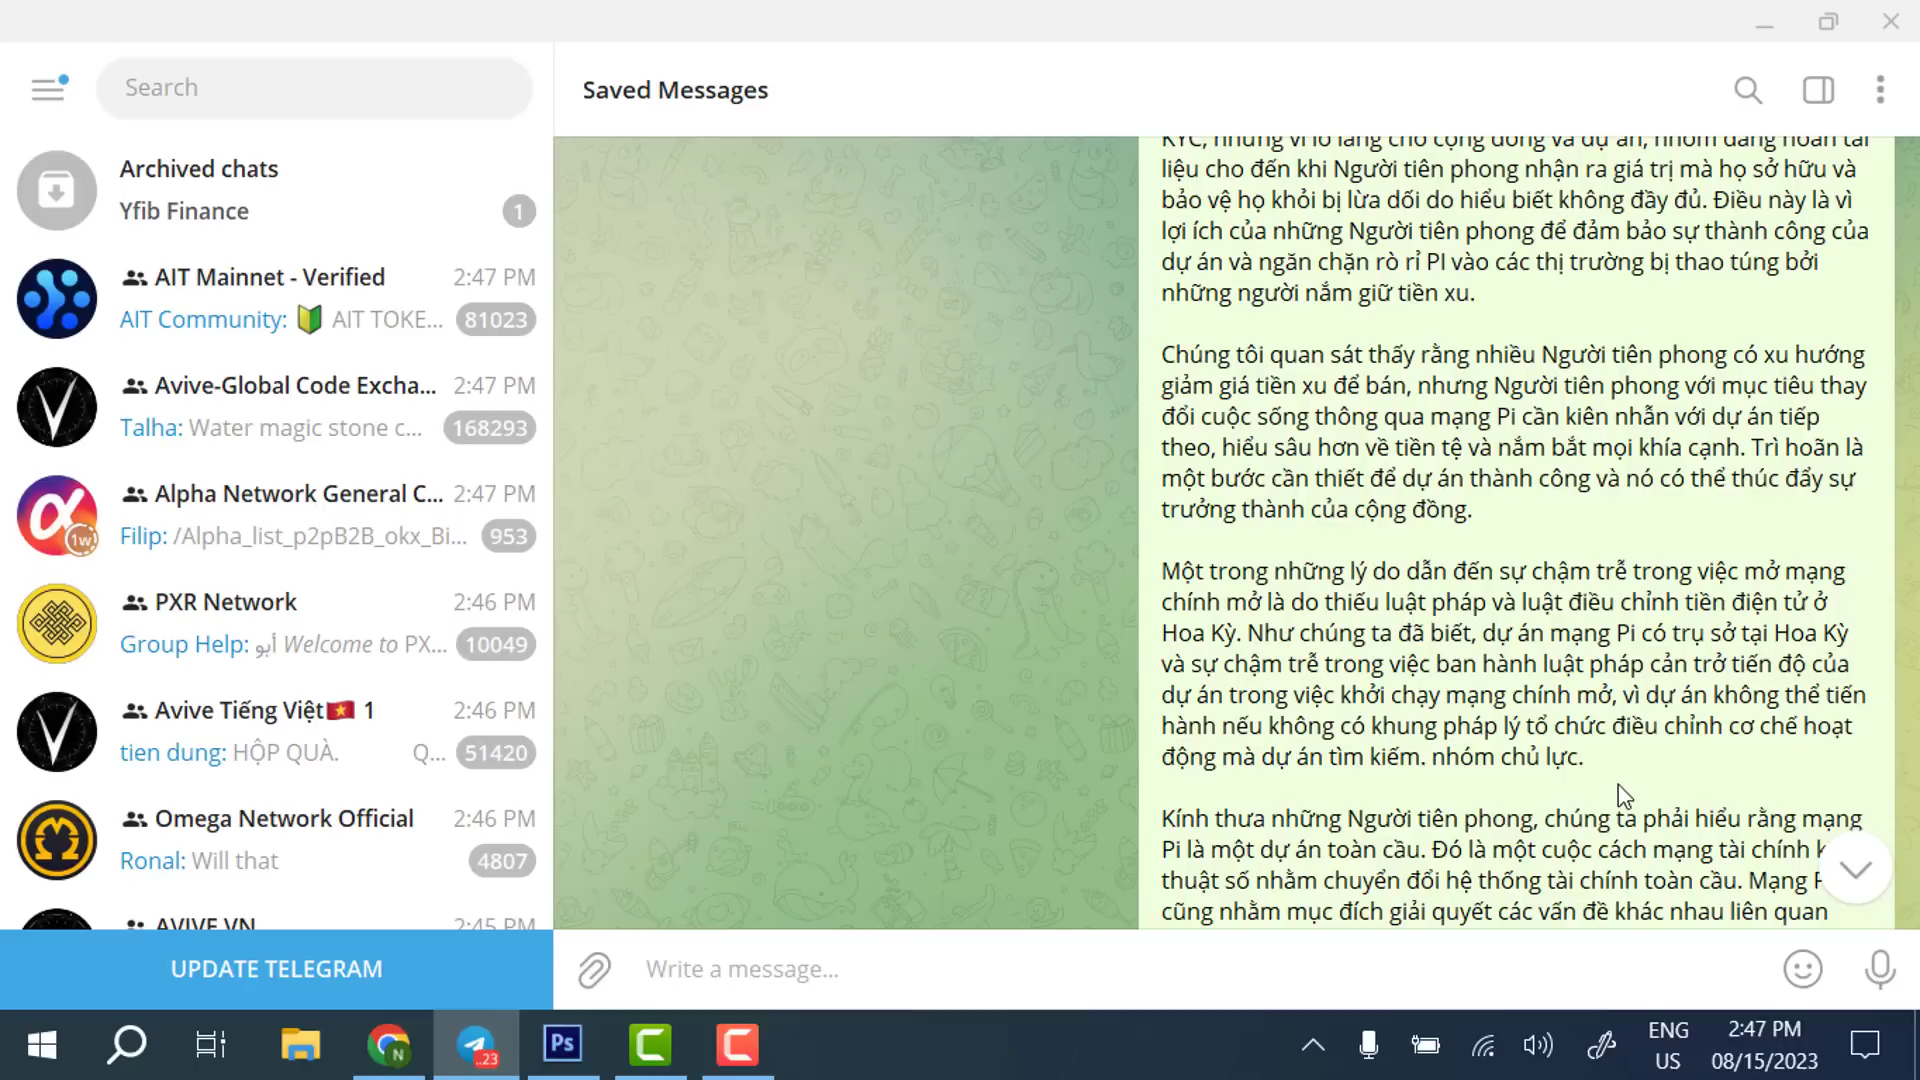 Search
Saved Messages
Archived chats
Yfib Finance
1
AIT Mainnet - Verified
2:47 PM
AIT Community: 🔰 AIT TOKE...
81023
Avive-Global Code Excha...
2:47 PM
Talha: Water magic stone c...
168293
Alpha Network General C...
2:47 PM
Filip: /Alpha_list_p2pB2B_okx_Bi...
953
1w
PXR Network
2:46 PM
Group Help: أبو Welcome to PX...
10049
Avive Tiếng Việt🇻🇳 1
2:46 PM
tien dung: HỘP QUÀ. Q...
51420
Omega Network Official
2:46 PM
Ronal: Will that
4807
AVIVE VN
2:45 PM
UPDATE TELEGRAM
KYC, nhưng vì lo lắng cho cộng đồng và dự án, nhóm đang hoãn tài
liệu cho đến khi Người tiên phong nhận ra giá trị mà họ sở hữu và
bảo vệ họ khỏi bị lừa dối do hiểu biết không đầy đủ. Điều này là vì
lợi ích của những Người tiên phong để đảm bảo sự thành công của
dự án và ngăn chặn rò rỉ PI vào các thị trường bị thao túng bởi
những người nắm giữ tiền xu.
Chúng tôi quan sát thấy rằng nhiều Người tiên phong có xu hướng
giảm giá tiền xu để bán, nhưng Người tiên phong với mục tiêu thay
đổi cuộc sống thông qua mạng Pi cần kiên nhẫn với dự án tiếp
theo, hiểu sâu hơn về tiền tệ và nắm bắt mọi khía cạnh. Trì hoãn là
một bước cần thiết để dự án thành công và nó có thể thúc đẩy sự
trưởng thành của cộng đồng.
Một trong những lý do dẫn đến sự chậm trễ trong việc mở mạng
chính mở là do thiếu luật pháp và luật điều chỉnh tiền điện tử ở
Hoa Kỳ. Như chúng ta đã biết, dự án mạng Pi có trụ sở tại Hoa Kỳ
và sự chậm trễ trong việc ban hành luật pháp cản trở tiến độ của
dự án trong việc khởi chạy mạng chính mở, vì dự án không thể tiến
hành nếu không có khung pháp lý tổ chức điều chỉnh cơ chế hoạt
động mà dự án tìm kiếm. nhóm chủ lực.
Kính thưa những Người tiên phong, chúng ta phải hiểu rằng mạng
Pi là một dự án toàn cầu. Đó là một cuộc cách mạng tài chính
thuật số nhằm chuyển đổi hệ thống tài chính toàn cầu. Mạng
cũng nhằm mục đích giải quyết các vấn đề khác nhau liên quan
Write a message...
N
..23
Ps
ENG
US
2:47 PM
08/15/2023